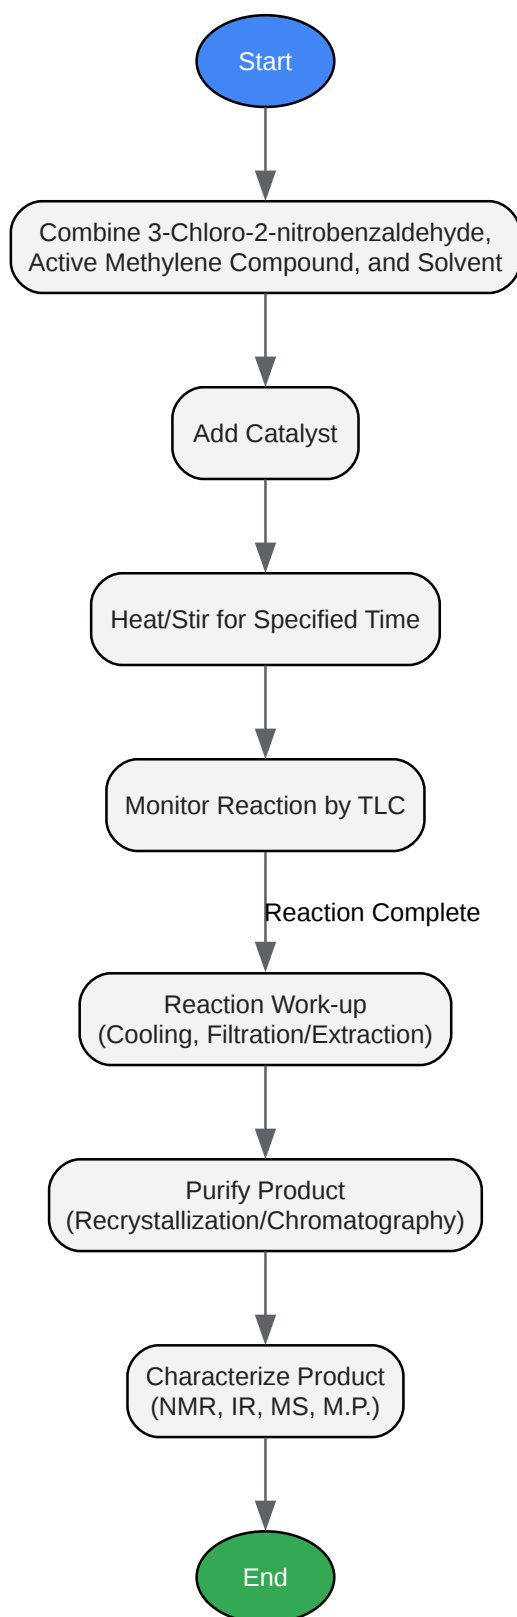 Start
Combine 3-Chloro-2-nitrobenzaldehyde,
Active Methylene Compound, and Solvent
Add Catalyst
Heat/Stir for Specified Time
Monitor Reaction by TLC
Reaction Complete
Reaction Work-up
(Cooling, Filtration/Extraction)
Purify Product
(Recrystallization/Chromatography)
Characterize Product
(NMR, IR, MS, M.P.)
End